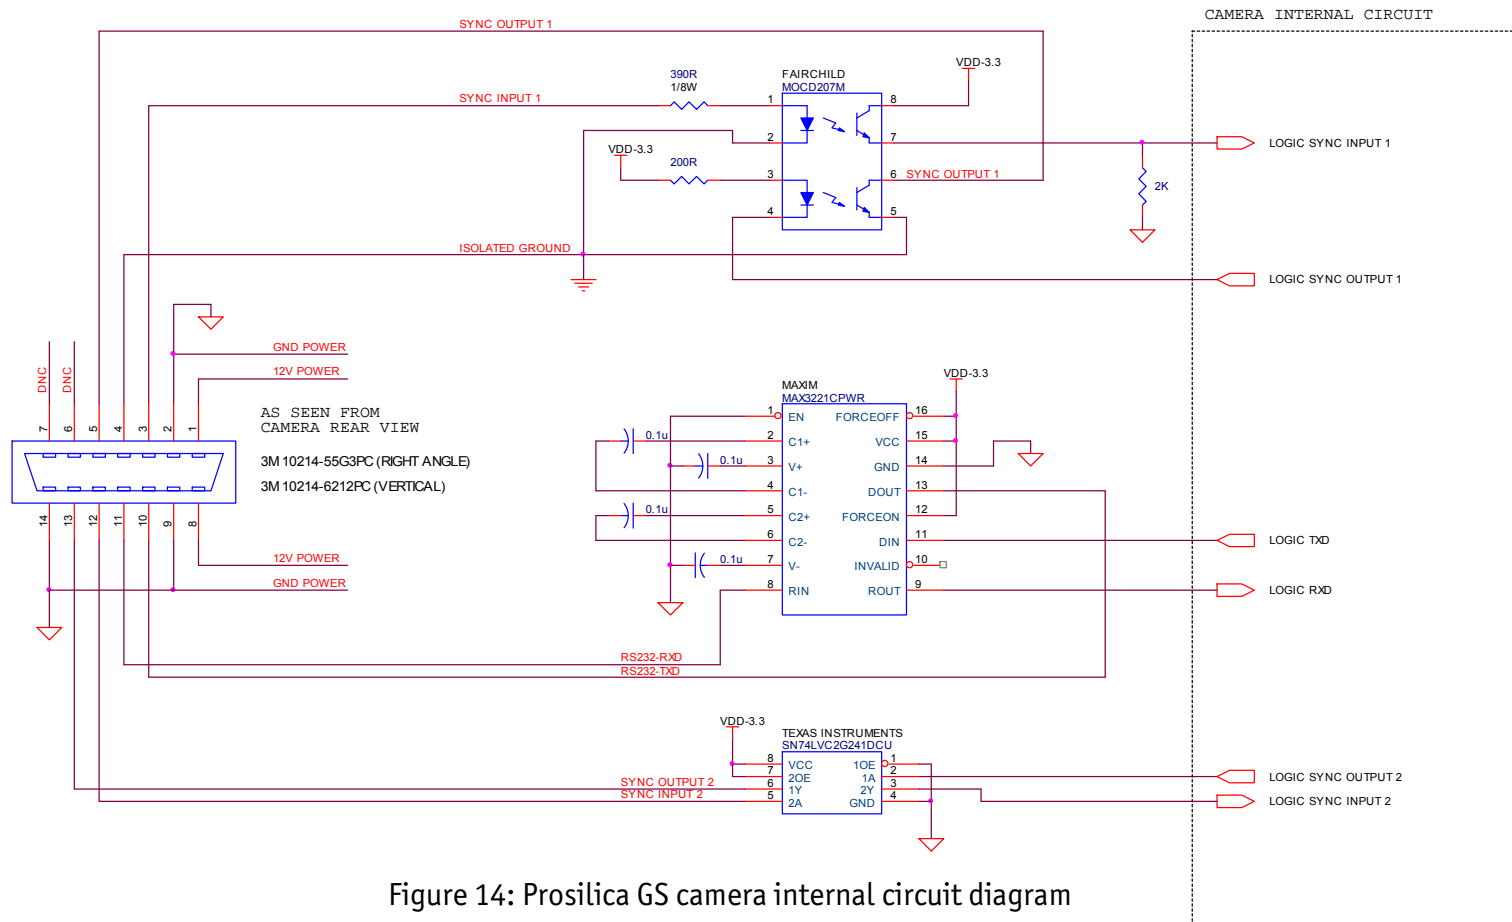 CAMERA INTERNAL CIRCUIT
SYNC OUTPUT 1
390R
1/8W
FAIRCHILD
MOCD207M
VDD-3.3
SYNC INPUT 1
1
8
2
7
LOGIC SYNC INPUT 1
VDD-3.3
200R
3
6
SYNC OUTPUT 1
2K
4
5
ISOLATED GROUND
LOGIC SYNC OUTPUT 1
GND POWER
12V POWER
DNC
DNC
7
6
5
4
3
2
1
AS SEEN FROM
CAMERA REAR VIEW
3M 10214-55G3PC (RIGHT ANGLE)
3M 10214-6212PC (VERTICAL)
14
13
12
11
10
9
8
12V POWER
GND POWER
MAXIM
MAX3221CPWR
VDD-3.3
1 EN FORCEOFF 16
0.1u 2 C1+ VCC 15
0.1u 3 V+ GND 14
4 C1- DOUT 13
0.1u 5 C2+ FORCEON 12
6 C2- DIN 11 LOGIC TXD
0.1u 7 V- INVALID 10
8 RIN ROUT 9 LOGIC RXD
RS232-RXD
RS232-TXD
VDD-3.3
TEXAS INSTRUMENTS
SN74LVC2G241DCU
8 VCC 1OE 1
7 2OE 1A 2 LOGIC SYNC OUTPUT 2
SYNC OUTPUT 2 6 1Y 2Y 3
SYNC INPUT 2 5 2A GND 4 LOGIC SYNC INPUT 2
Figure 14: Prosilica GS camera internal circuit diagram